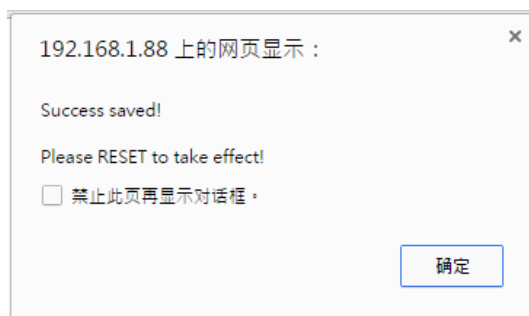 192.168.1.88 上的网页显示：
Success saved!
Please RESET to take effect!
禁止此页再显示对话框。
确定